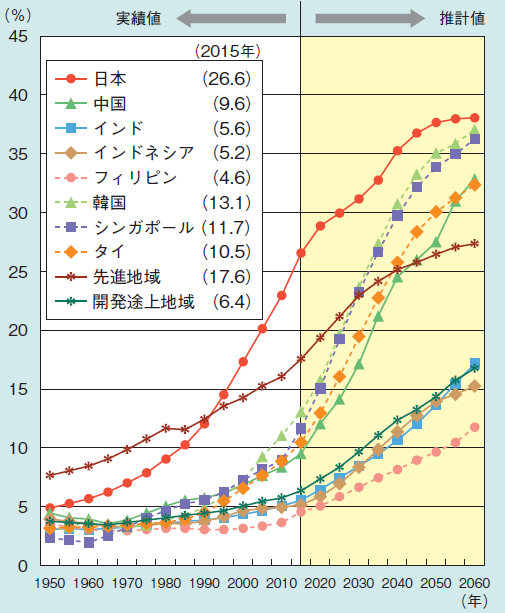 (%)
実績値 推計値
45
40
35
30
25
20
15
10
5
0
(2015年)
日本 (26.6)
中国 (9.6)
インド (5.6)
インドネシア (5.2)
フィリピン (4.6)
韓国 (13.1)
シンガポール (11.7)
タイ (10.5)
先進地域 (17.6)
開発途上地域 (6.4)
1950 1960 1970 1980 1990 2000 2010 2020 2030 2040 2050 2060
(年)